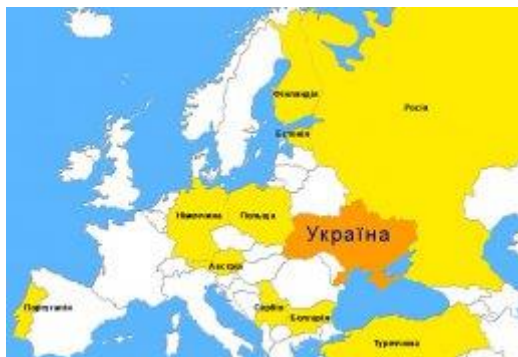 Фінляндія
Росія
Естонія
Німеччина
Польща
Україна
Австрія
Португалія
Сербія
Болгарія
Туреччина